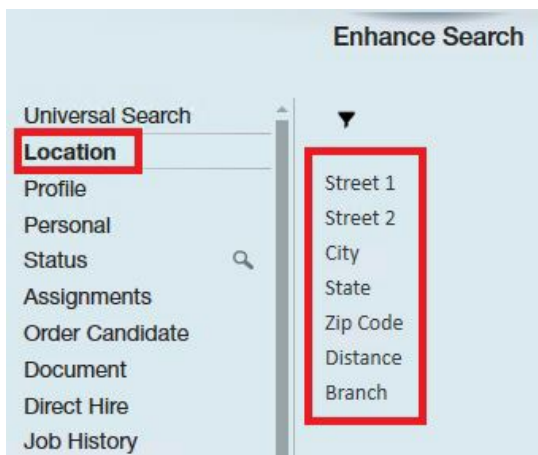 Enhance Search
Universal Search
Location
Profile
Personal
Status
Assignments
Order Candidate
Document
Direct Hire
Job History
Street 1
Street 2
City
State
Zip Code
Distance
Branch